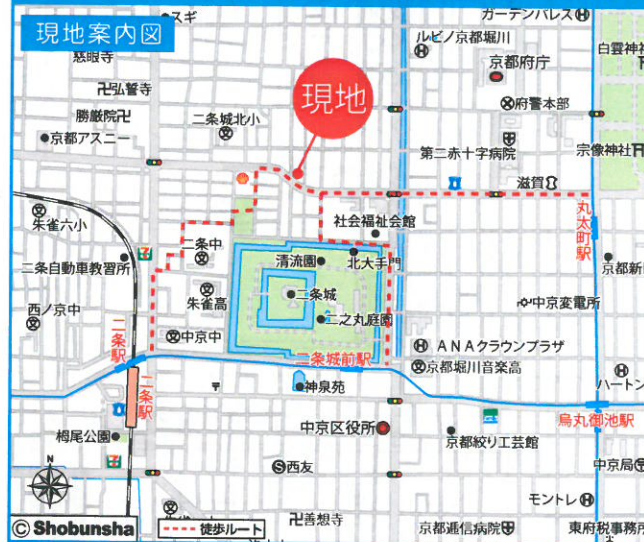 現地案内図
スギ
ガーデンパレス
慈眼寺
ルビノ京都堀川
白雲神社
弘誓寺
現地
京都府庁
勝厳院
二条城北小
府警本部
京都アスニー
第二赤十字病院
宗像神社
滋賀
丸太町駅
朱雀六小
社会福祉会館
二条中
清流園
北大手門
二条自動車教習所
京都新
朱雀高
二条城
中京変電所
西ノ京中
二之丸庭園
中京中
ANAクラウンプラザ
二条駅
二条城前駅
京都堀川音楽高
二条駅
神泉苑
ハートン
烏丸御池駅
栂尾公園
中京区役所
京都絞り工芸館
西友
中京局
N
モントレ
© Shobunsha
徒歩ルート
善想寺
京都逓信病院
東府税事務所